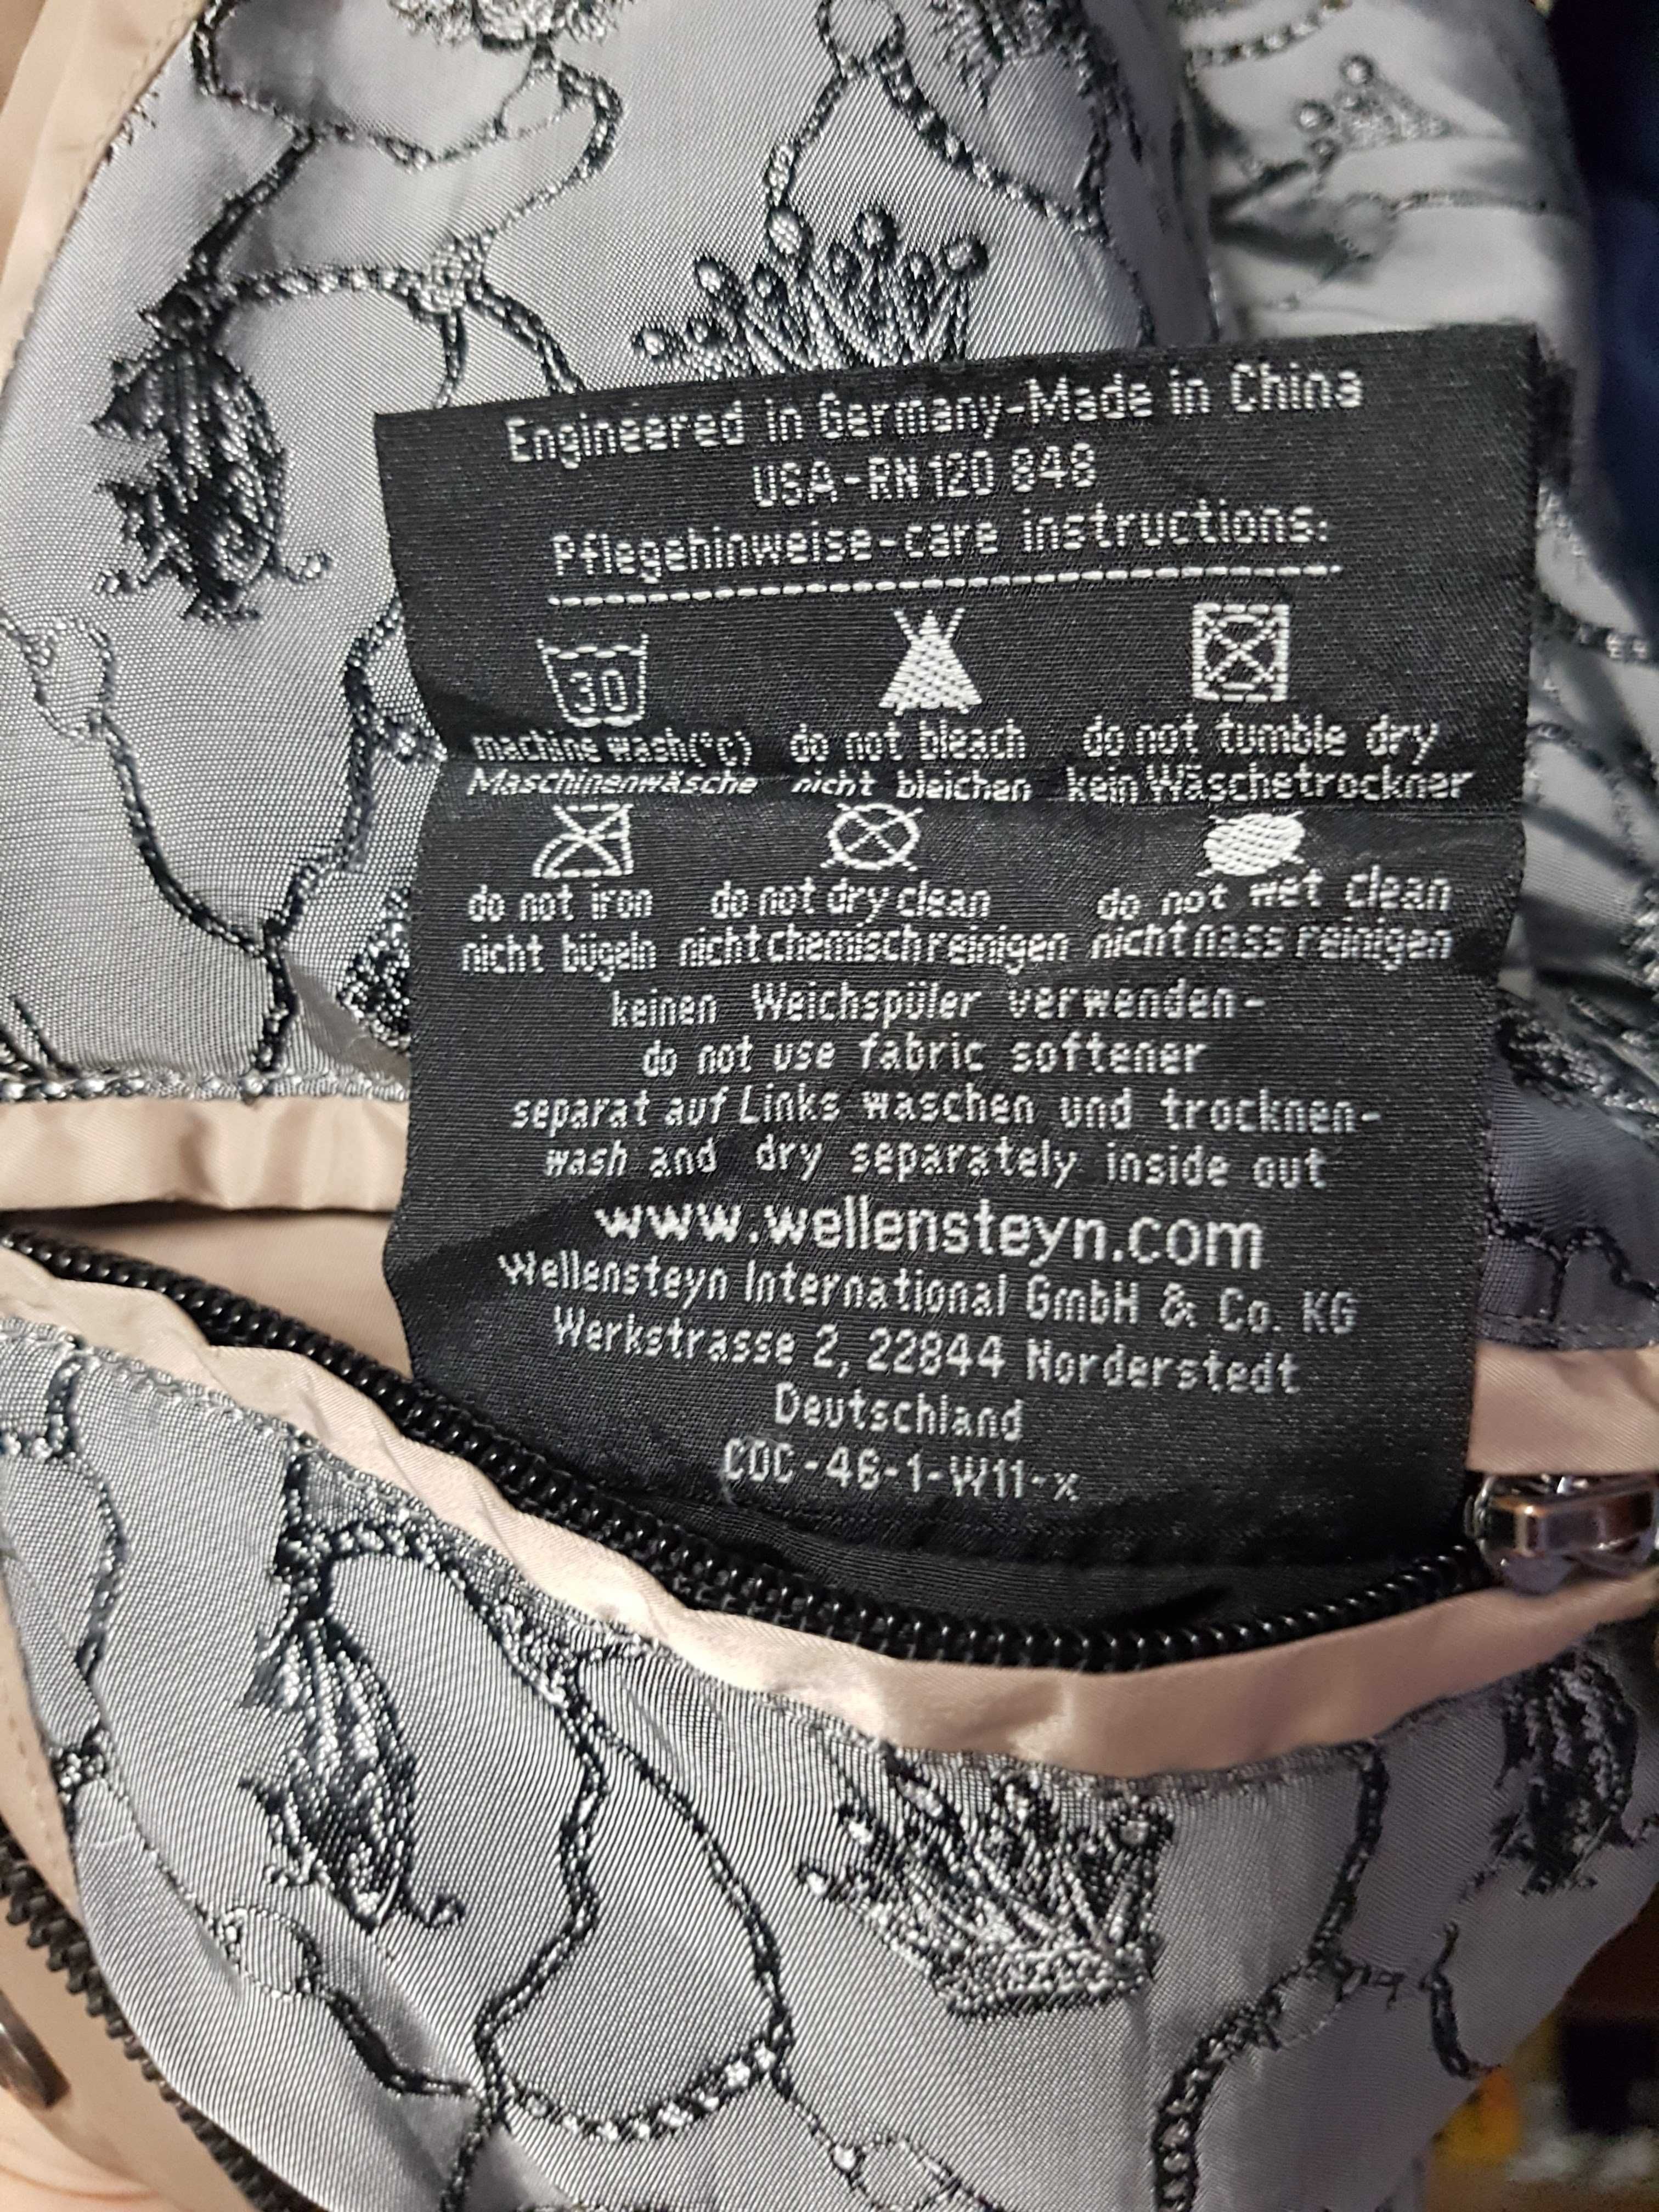 Engineered in Germany-Made in China
USA-RN 120 848
Pflegehinweise-care instructions:
30
machine wash(°c) do not bleach do not tumble dry
Maschinenwäsche nicht bleichen kein Wäschetrockner
do not iron do not dry clean do not wet clean
nicht bügeln nicht chemisch reinigen nicht nass reinigen
keinen Weichspüler verwenden-
do not use fabric softener
separat auf Links waschen und trocknen-
wash and dry separately inside out
www.wellensteyn.com
Wellensteyn International GmbH & Co. KG
Werkstrasse 2, 22844 Norderstedt
Deutschland
CDC-46-1-W11-x